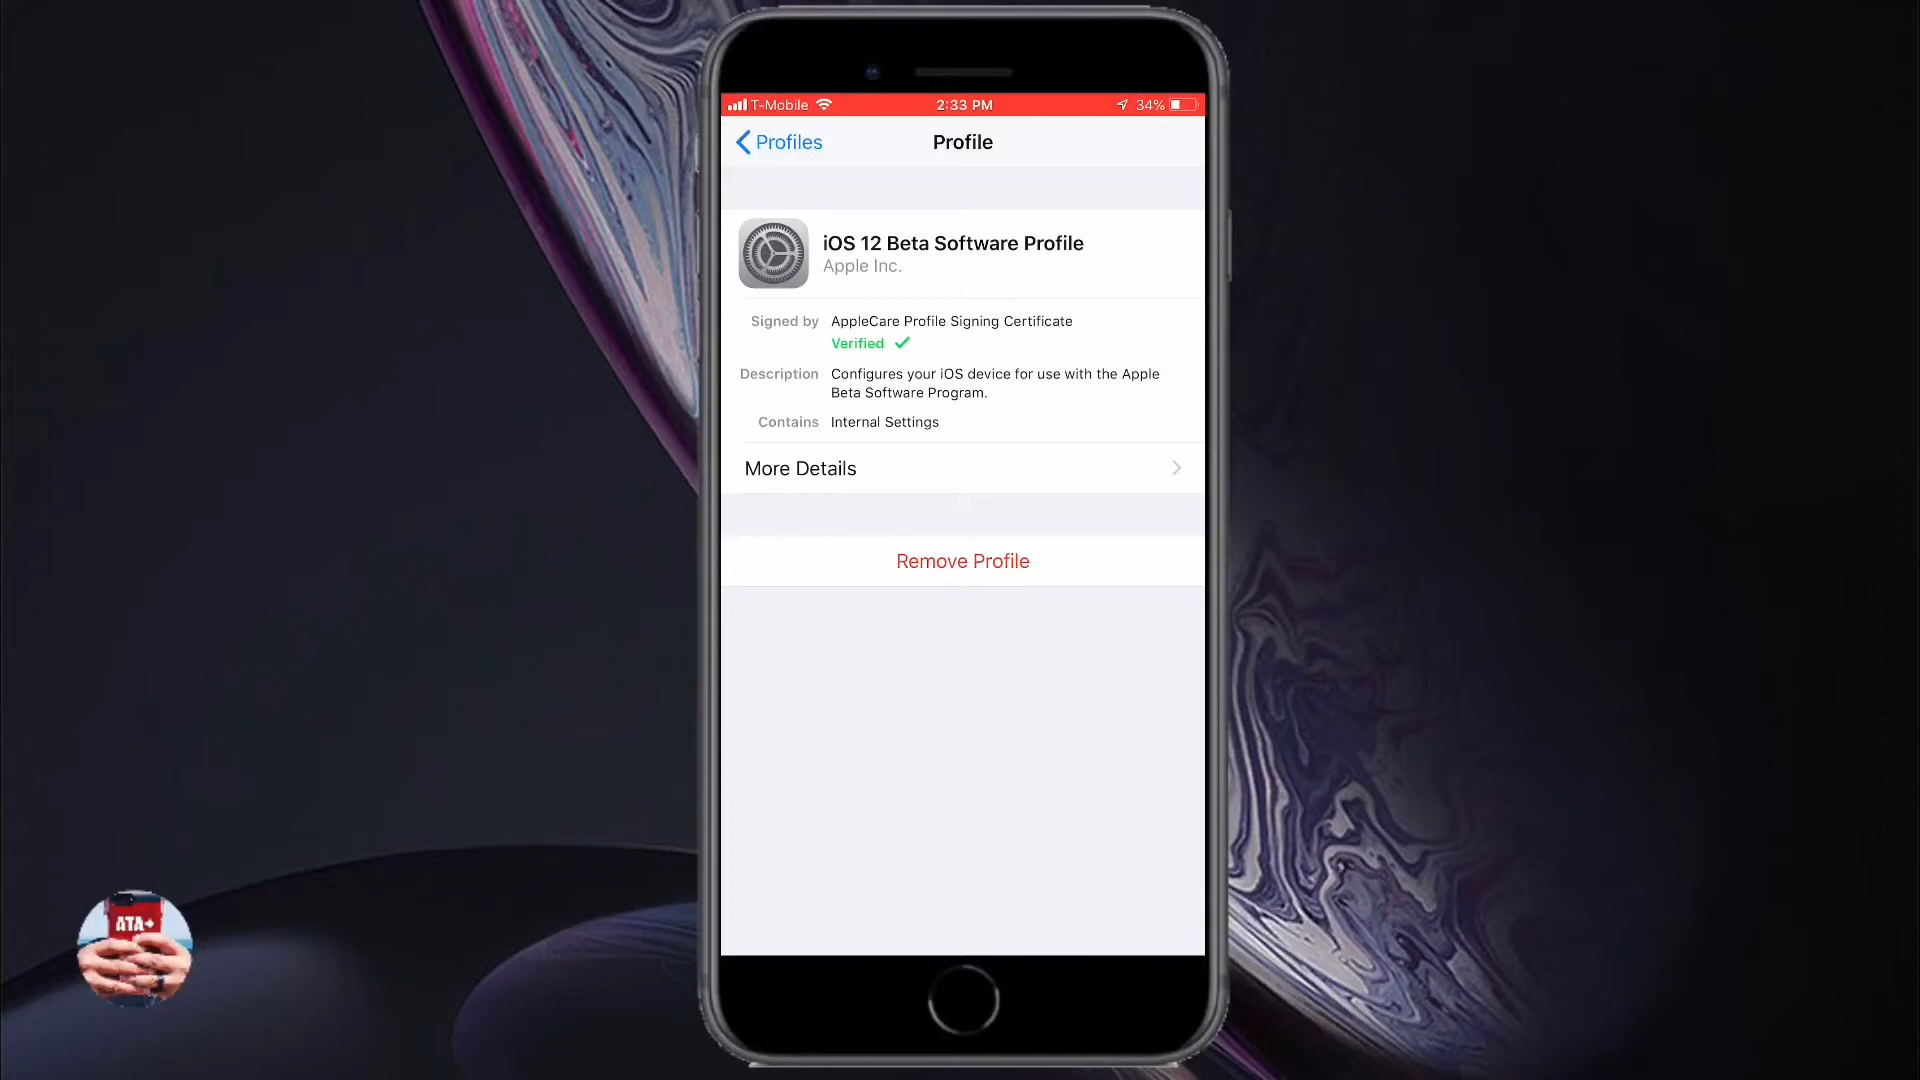 T-Mobile 2:33 PM 34%
Profiles Profile
iOS 12 Beta Software Profile
Apple Inc.
Signed by AppleCare Profile Signing Certificate
Verified
Description Configures your iOS device for use with the Apple
Beta Software Program.
Contains Internal Settings
More Details
Remove Profile
ATA+